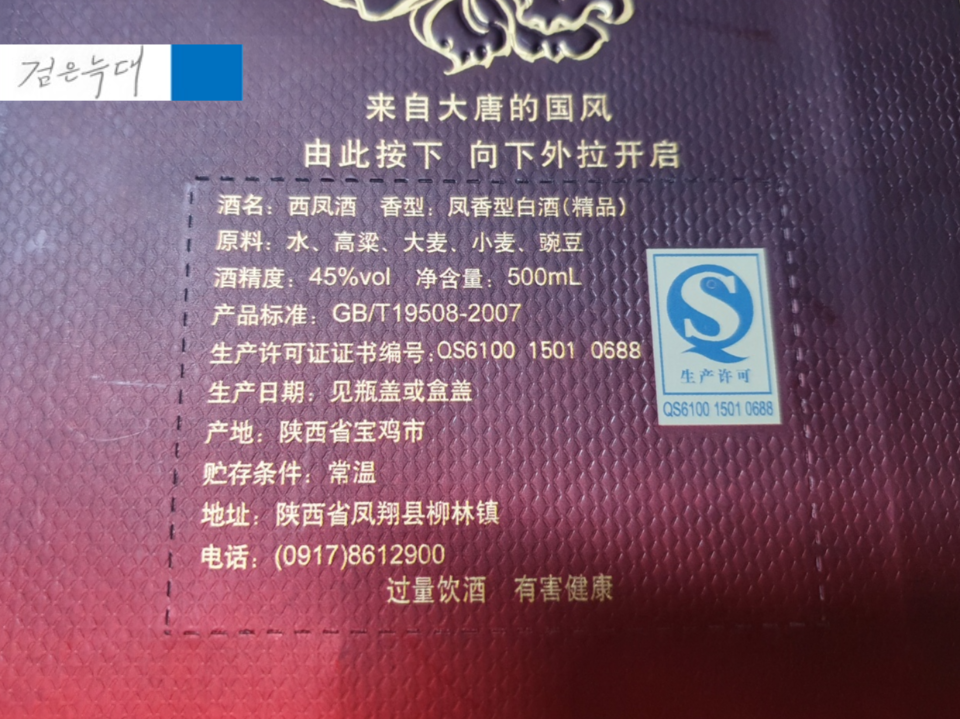 검은늑대
来自大唐的国风
由此按下 向下外拉开启
酒名：西凤酒 香型：凤香型白酒(精品)
原料：水、高粱、大麦、小麦、豌豆
酒精度：45%vol 净含量：500mL
产品标准：GB/T19508-2007
生产许可证证书编号:QS6100 1501 0688
生产日期：见瓶盖或盒盖
产地：陕西省宝鸡市
贮存条件：常温
地址：陕西省凤翔县柳林镇
电话：(0917)8612900
过量饮酒 有害健康
生产许可
QS6100 1501 0688